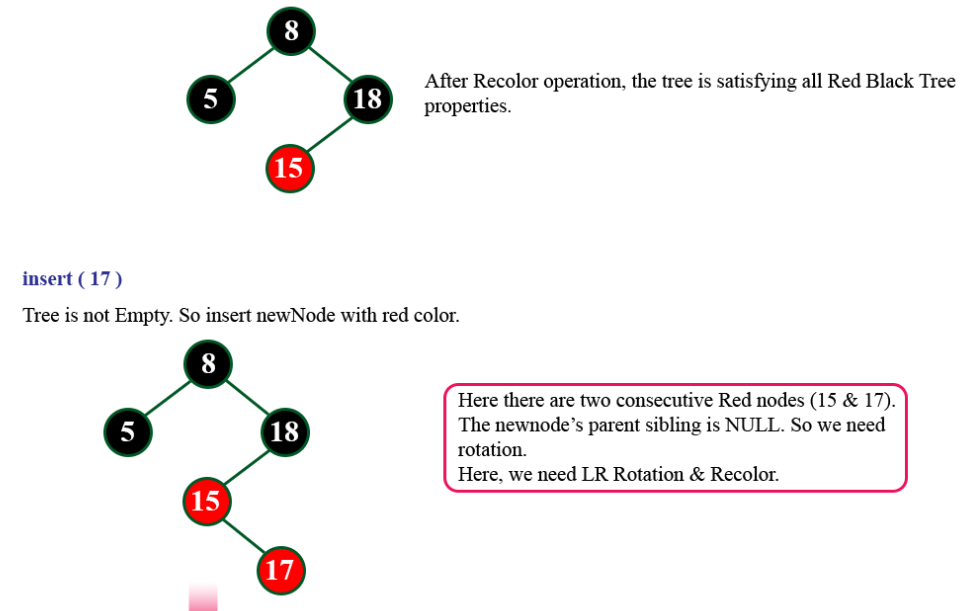 8
5
18
After Recolor operation, the tree is satisfying all Red Black Tree
properties.
15
insert ( 17 )
Tree is not Empty. So insert newNode with red color.
8
5
18
Here there are two consecutive Red nodes (15 & 17).
The newnode’s parent sibling is NULL. So we need
rotation.
Here, we need LR Rotation & Recolor.
15
17